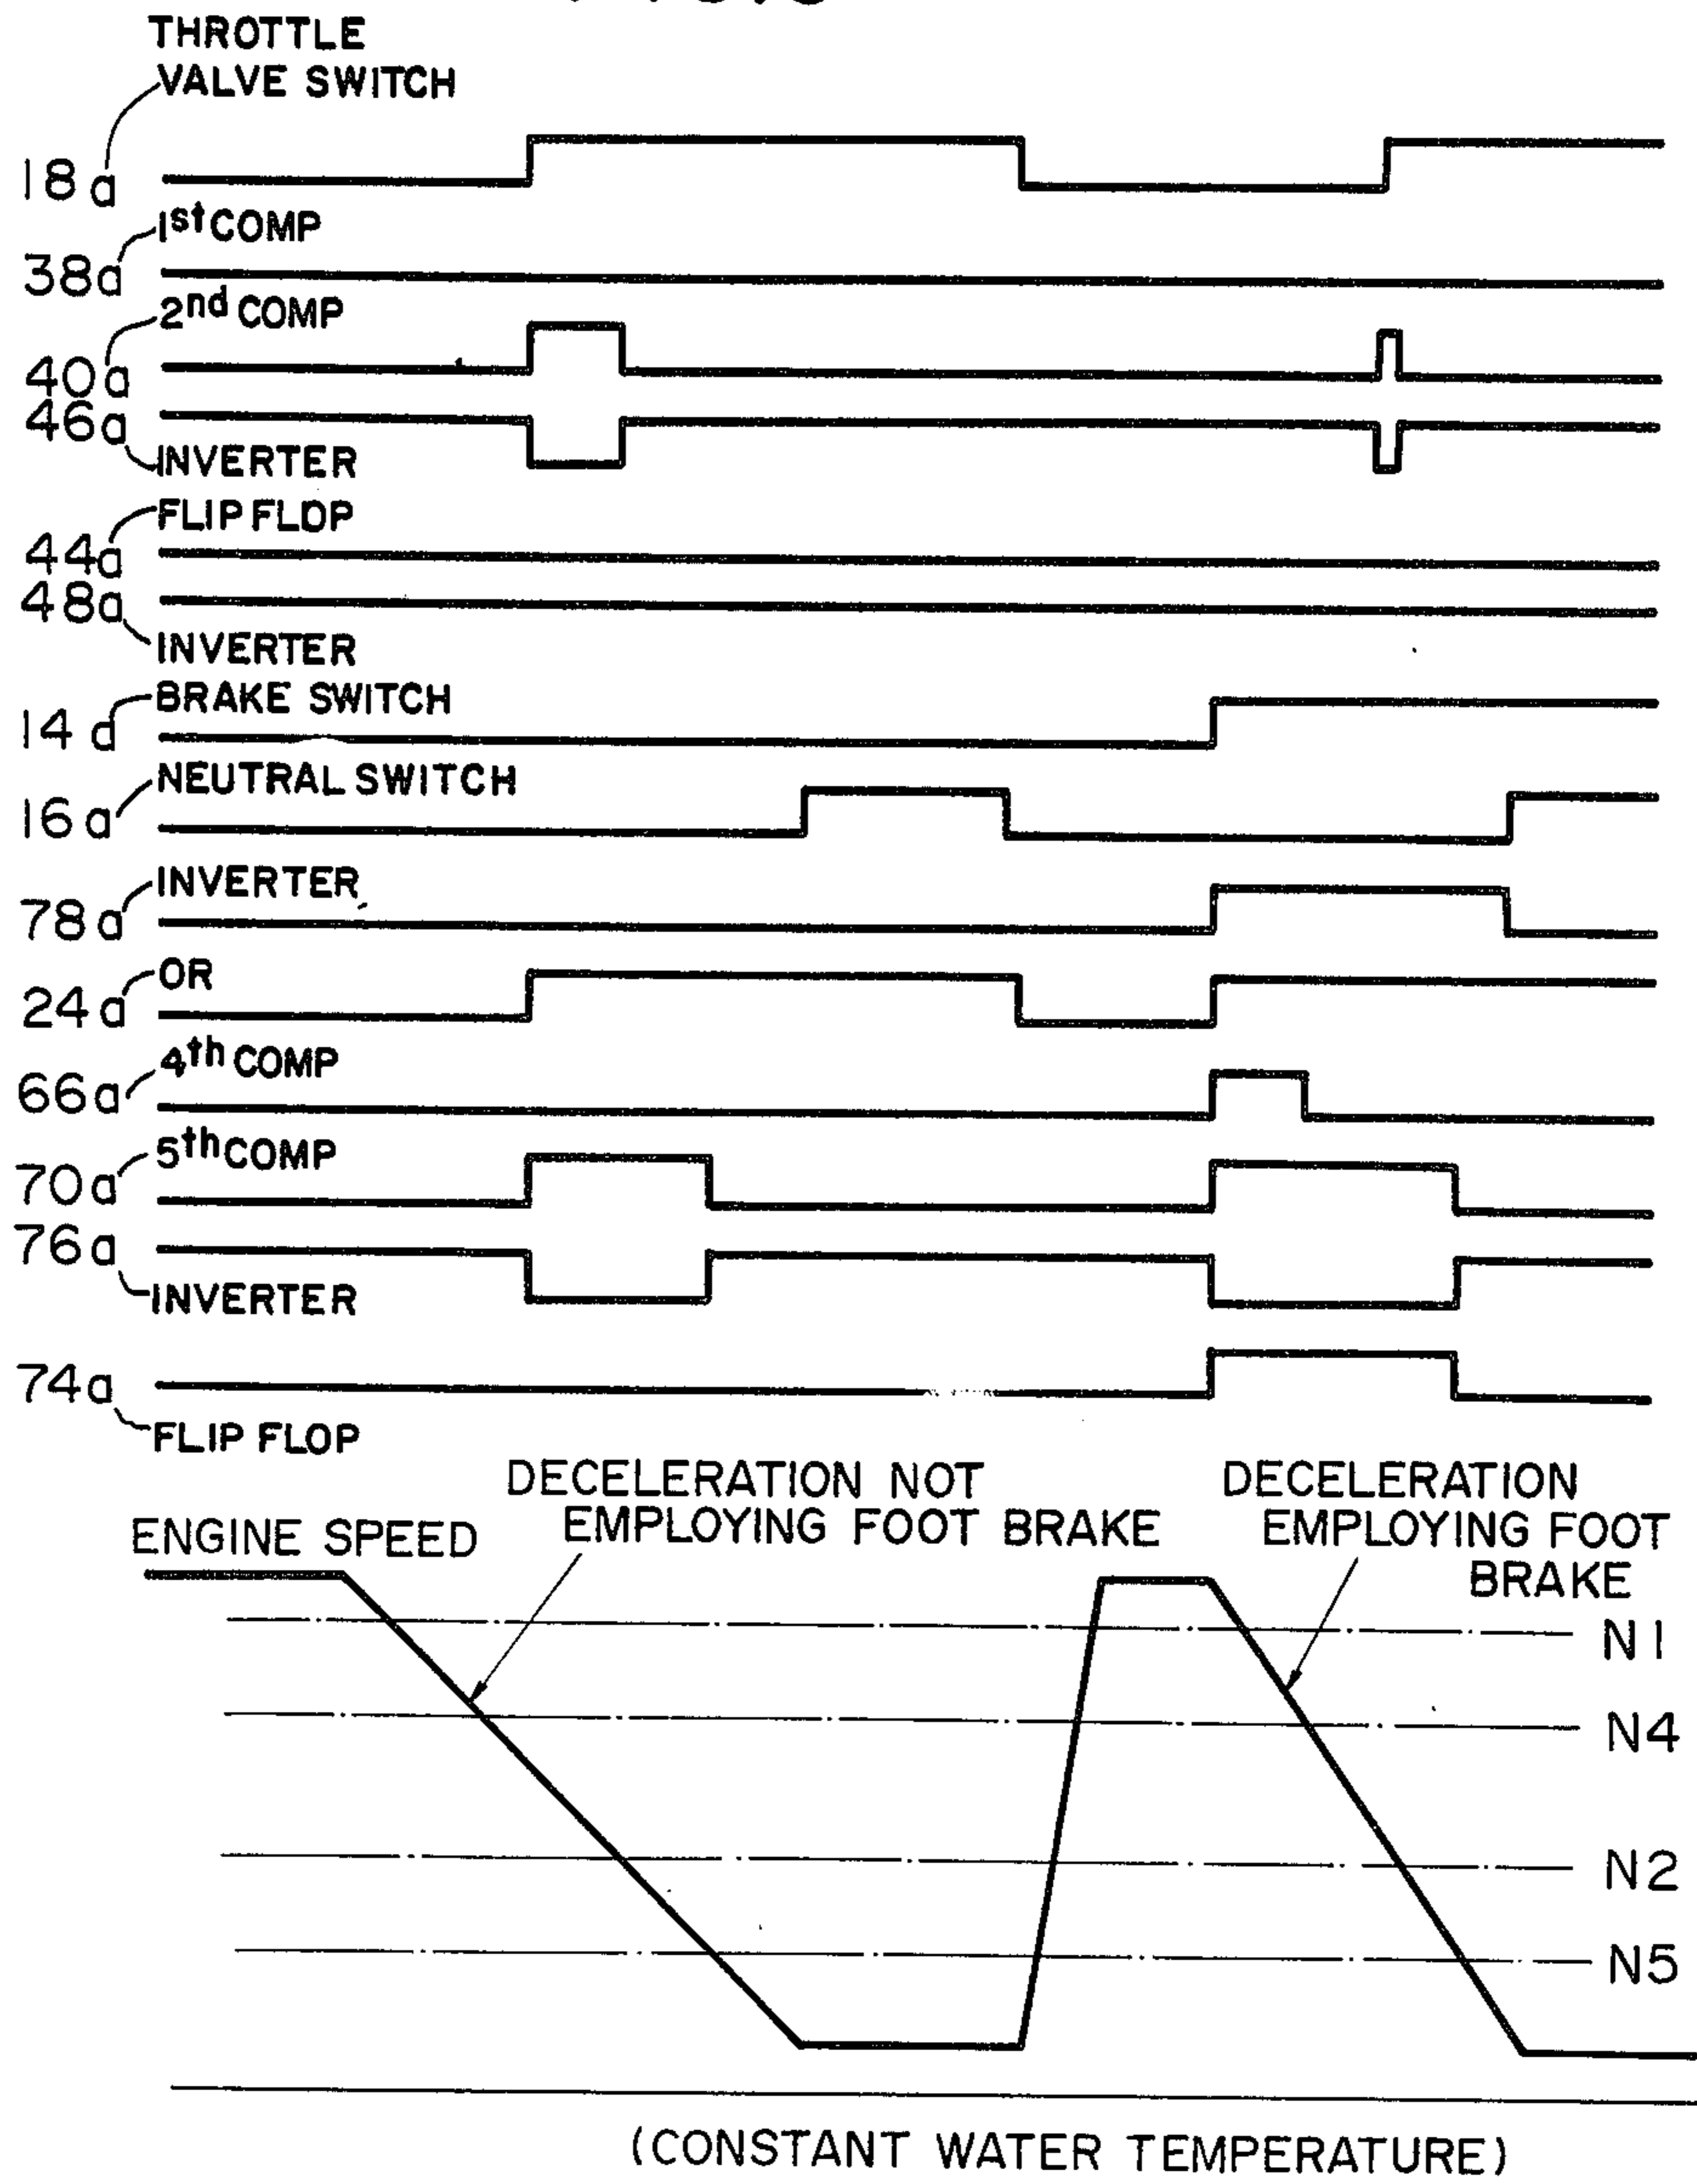 THROTTLE
VALVE SWITCH
18a
1st COMP
38a
2nd COMP
40a
46a
INVERTER
FLIP FLOP
44a
48a
INVERTER
BRAKE SWITCH
14a
NEUTRAL SWITCH
16a
INVERTER
78a
OR
24a
4th COMP
66a
5th COMP
70a
76a
INVERTER
74a
FLIP FLOP
DECELERATION NOT
EMPLOYING FOOT BRAKE
DECELERATION
EMPLOYING FOOT
BRAKE
ENGINE SPEED
N1
N4
N2
N5
(CONSTANT WATER TEMPERATURE)